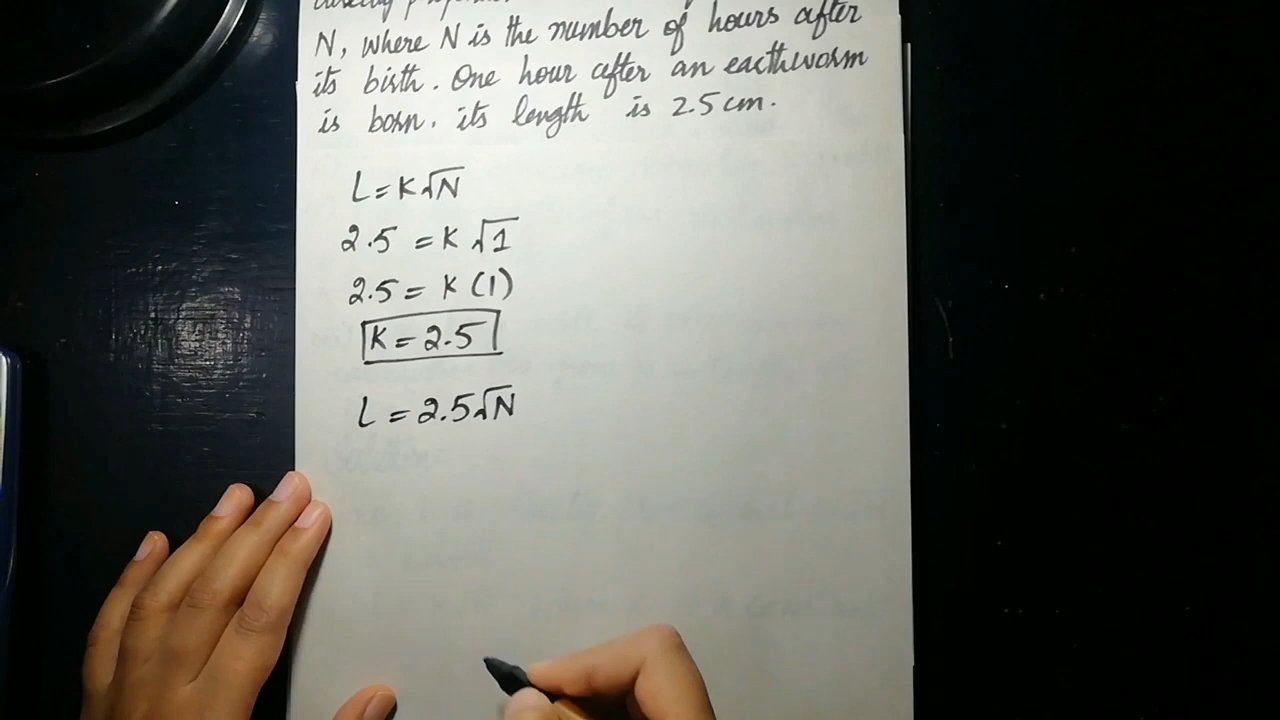 N, where N is the number of hours after
its birth. One hour after an earthworm
is born. its length is 2.5 cm.
L = K√N
2.5 = K √1
2.5 = K (1)
K = 2.5
L = 2.5√N